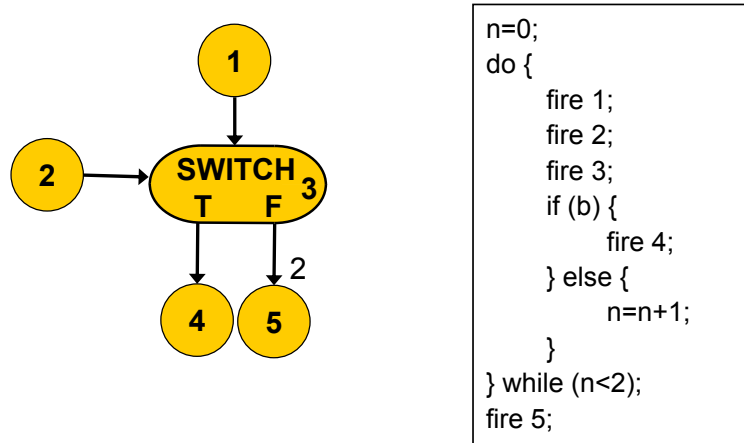 1
2
SWITCH
3
T F
2
4 5
n=0;
do {
fire 1;
fire 2;
fire 3;
if (b) {
fire 4;
} else {
n=n+1;
}
} while (n<2);
fire 5;